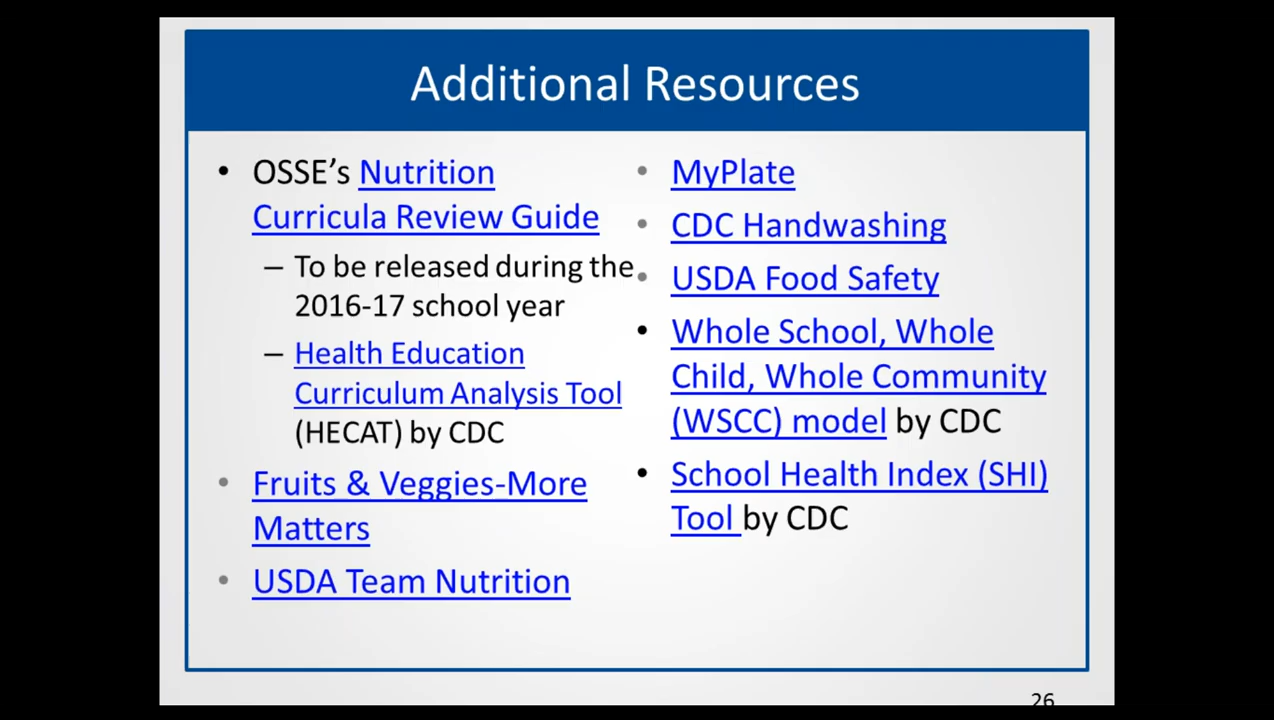 Additional Resources
• OSSE’s Nutrition
Curricula Review Guide
– To be released during the
2016-17 school year
– Health Education
Curriculum Analysis Tool
(HECAT) by CDC
• Fruits & Veggies-More
Matters
• USDA Team Nutrition
• MyPlate
• CDC Handwashing
• USDA Food Safety
• Whole School, Whole
Child, Whole Community
(WSCC) model by CDC
• School Health Index (SHI)
Tool by CDC
26